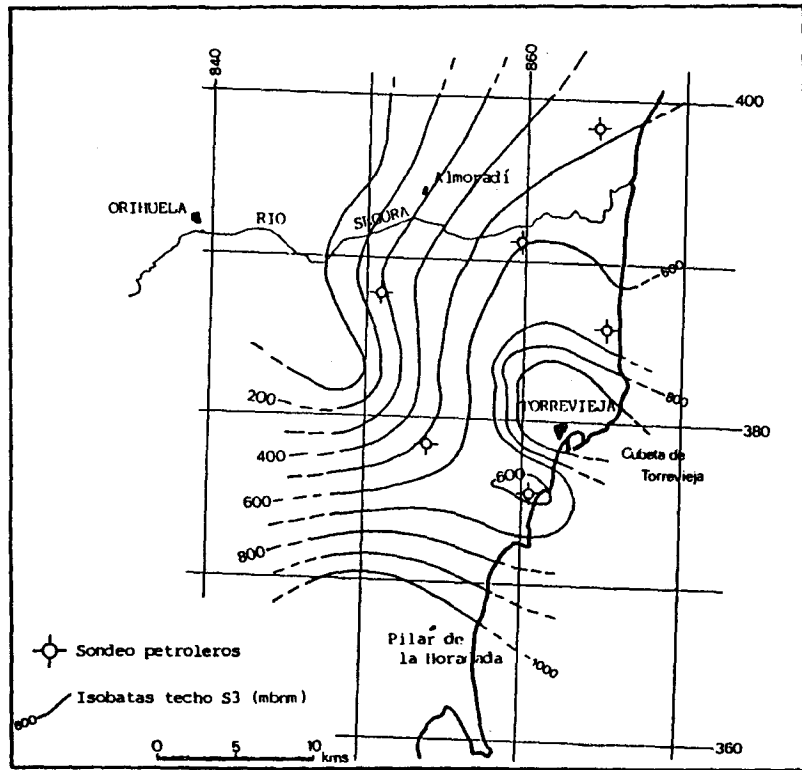 840
860
400
Almoradí
ORIHUELA
RIO
SEGURA
600
200
800
TORREVIEJA
380
400
Cubeta de
Torrevieja
600
600
800
Pilar de
la Horadada
1000
Sondeo petroleros
Isobatas techo S3 (mbnm)
800
0 5 10 kms
360